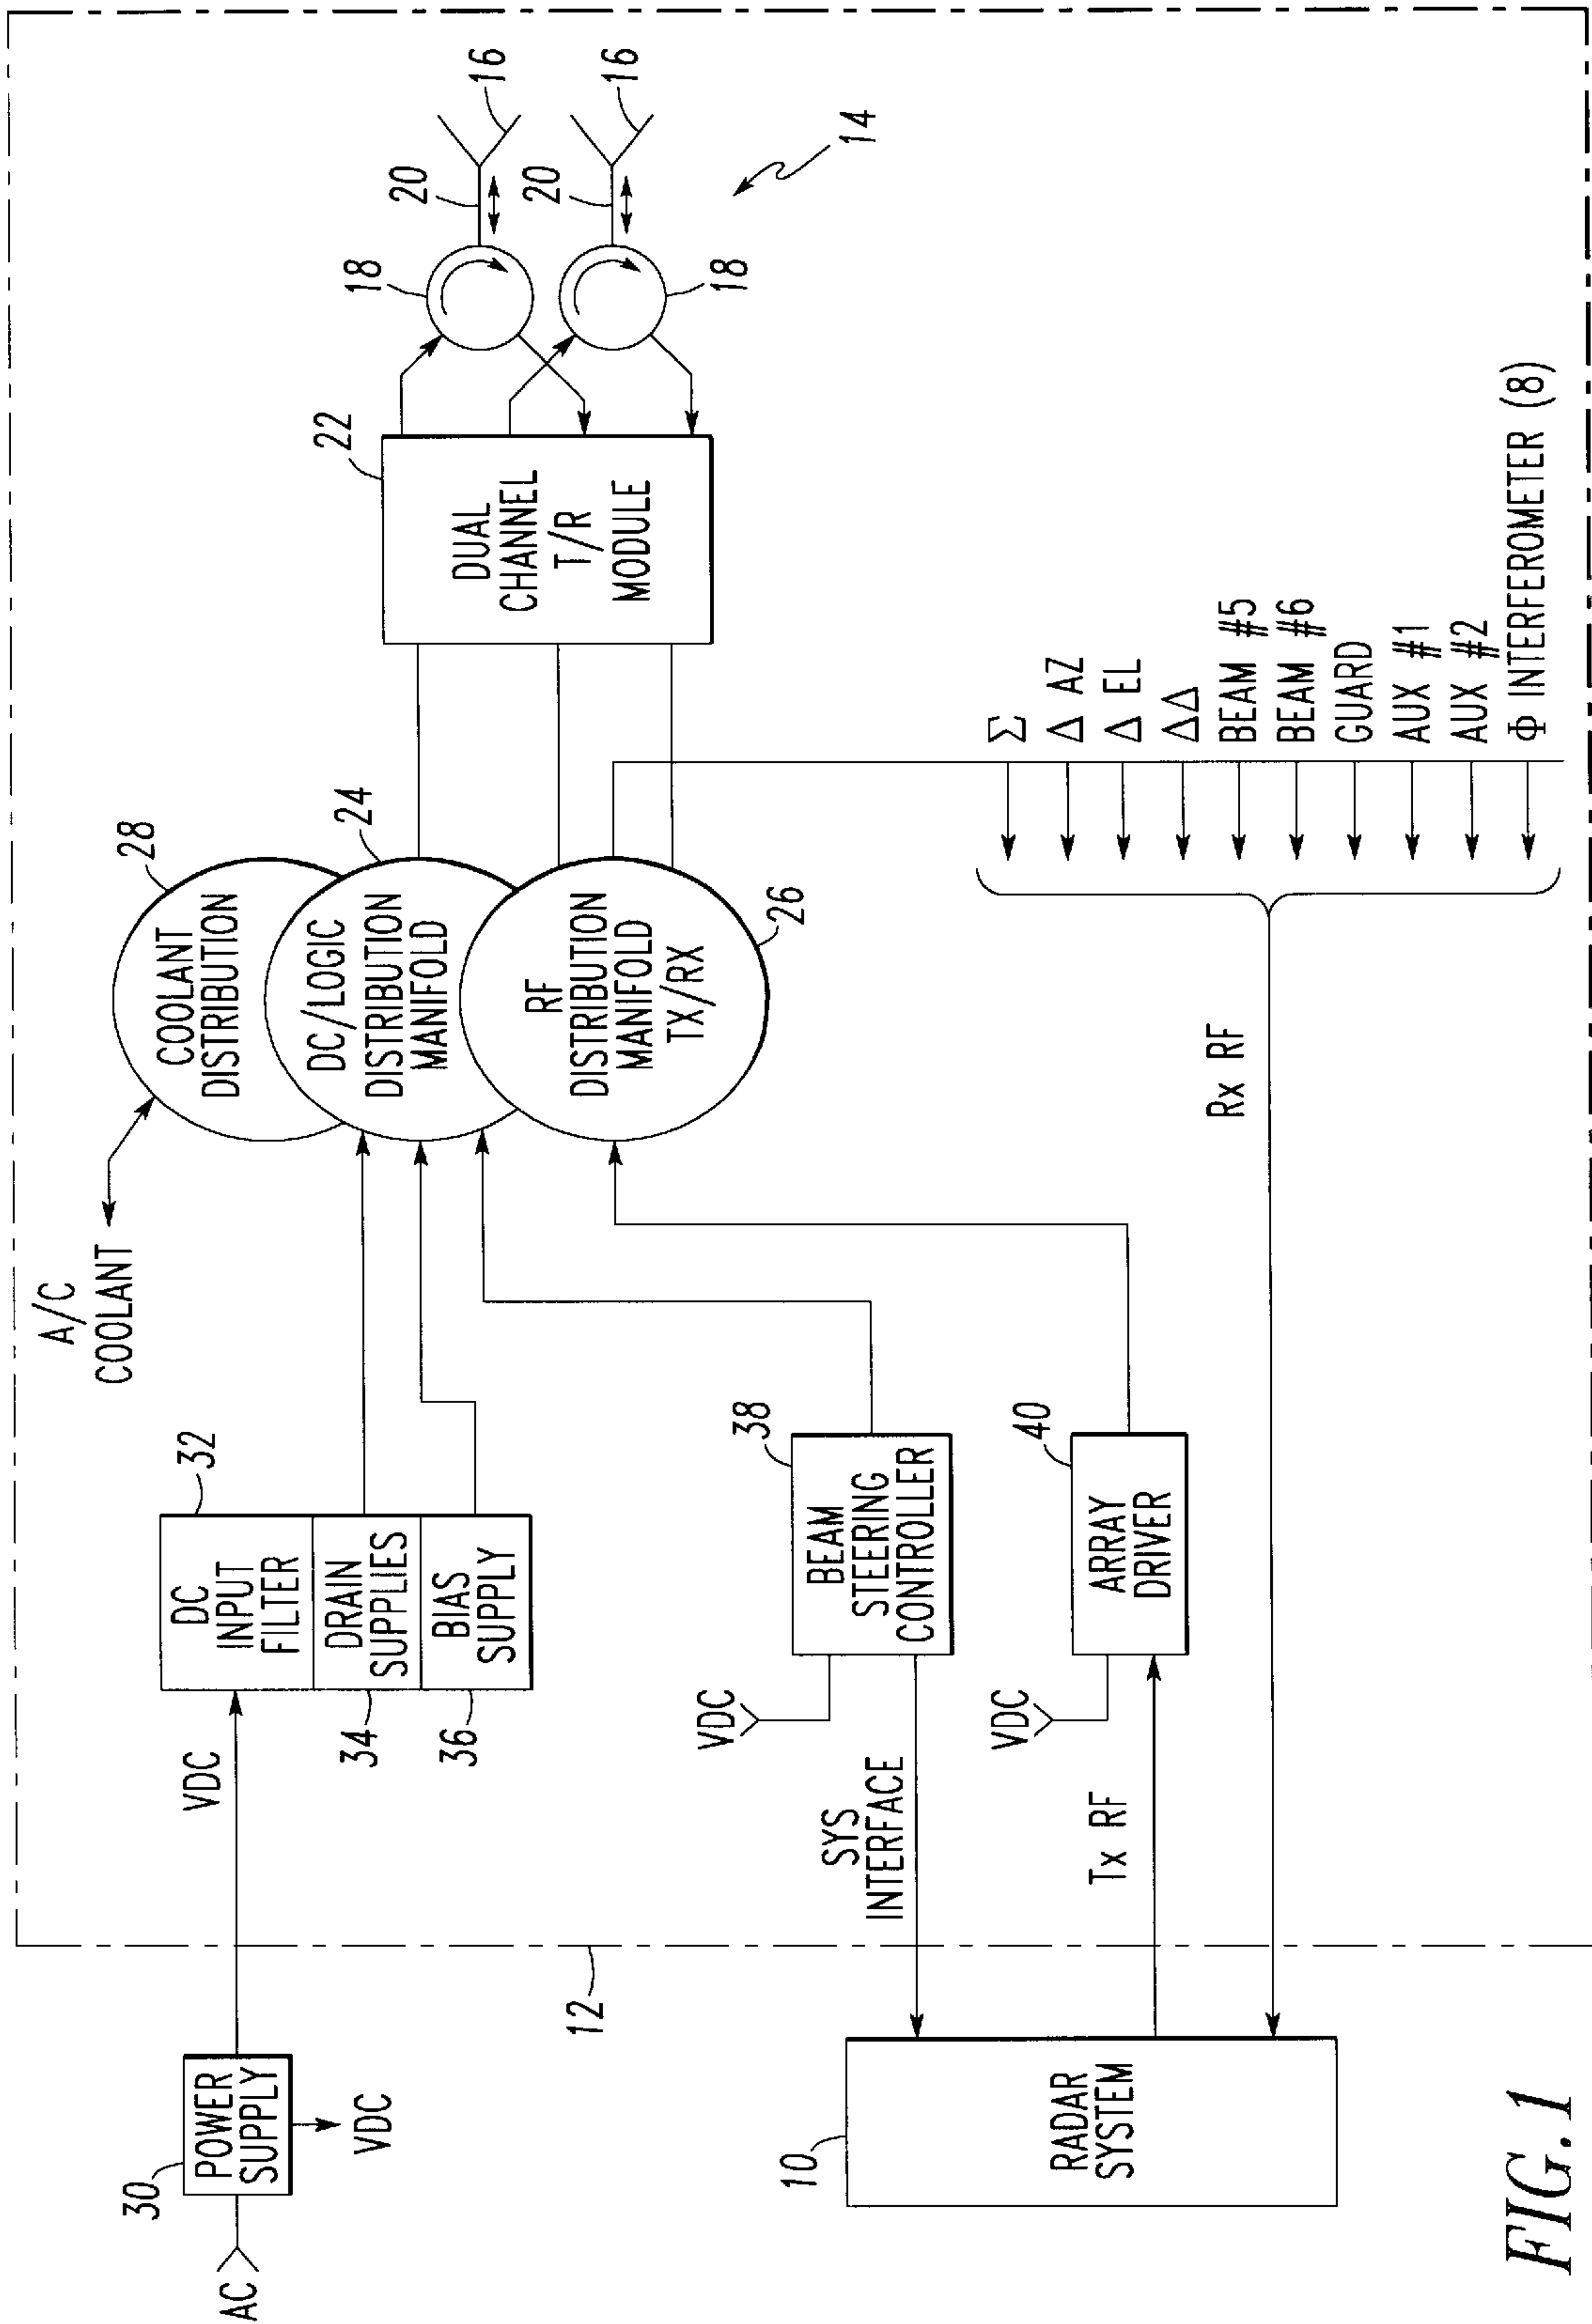 A/C
COOLANT
28
COOLANT
DISTRIBUTION
24
DC/LOGIC
DISTRIBUTION
MANIFOLD
RF
DISTRIBUTION
MANIFOLD
TX/RX
26
22
DUAL
CHANNEL
T/R
MODULE
18
20
16
18
20
16
14
AC
30
POWER
SUPPLY
VDC
VDC
32
DC
INPUT
FILTER
DRAIN
SUPPLIES
34
BIAS
SUPPLY
36
12
VDC
38
BEAM
STEERING
CONTROLLER
SYS
INTERFACE
VDC
40
ARRAY
DRIVER
Tx RF
10
RADAR
SYSTEM
Rx RF
Σ
Δ AZ
Δ EL
ΔΔ
BEAM #5
BEAM #6
GUARD
AUX #1
AUX #2
Φ INTERFEROMETER (8)
FIG.1